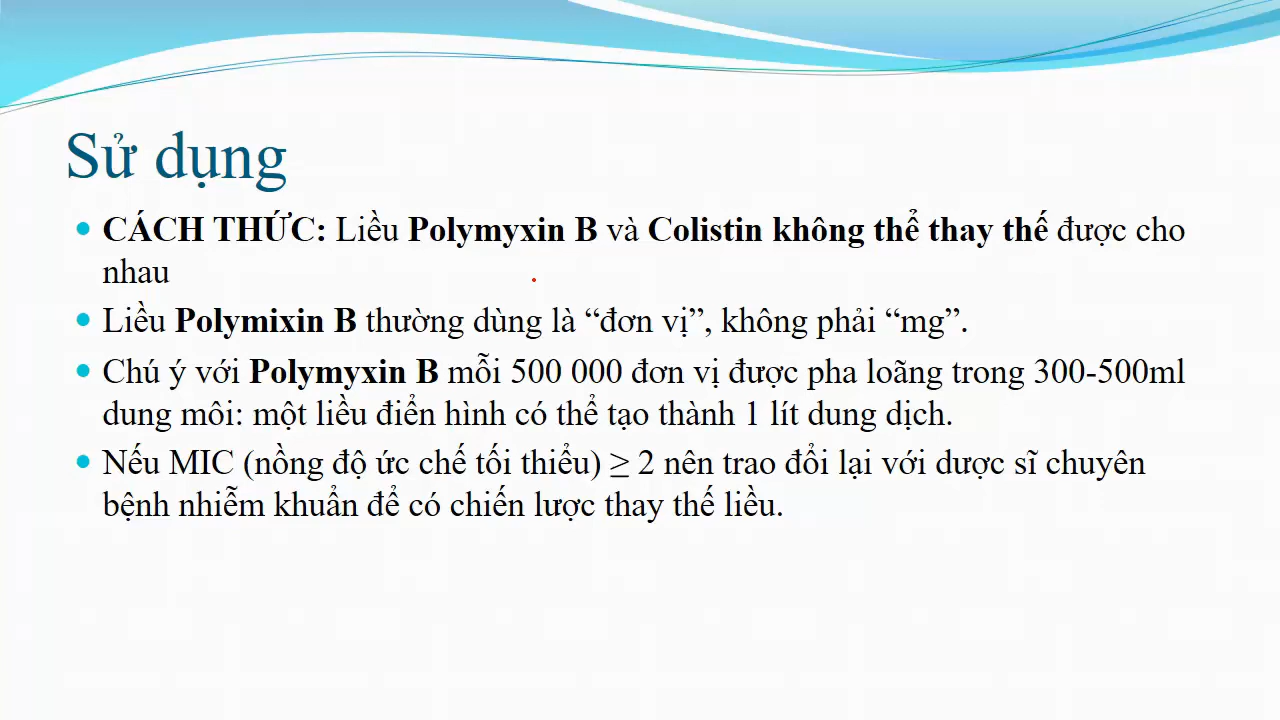 Sử dụng
CÁCH THỨC: Liều Polymyxin B và Colistin không thể thay thế được cho
nhau
Liều Polymixin B thường dùng là “đơn vị”, không phải “mg”.
Chú ý với Polymyxin B mỗi 500 000 đơn vị được pha loãng trong 300-500ml
dung môi: một liều điển hình có thể tạo thành 1 lít dung dịch.
Nếu MIC (nồng độ ức chế tối thiểu) ≥ 2 nên trao đổi lại với dược sĩ chuyên
bệnh nhiễm khuẩn để có chiến lược thay thế liều.